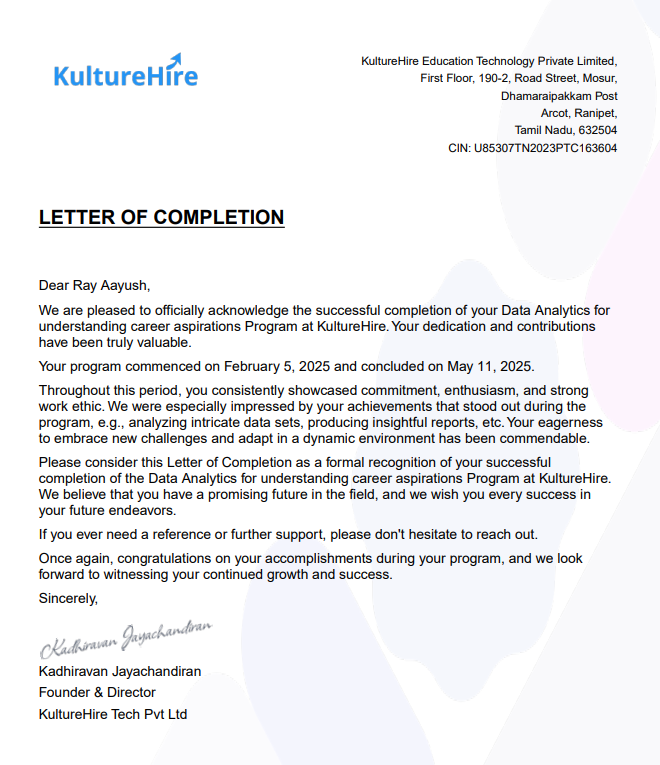 KultureHire
KultureHire Education Technology Private Limited,
First Floor, 190-2, Road Street, Mosur,
Dhamaraipakkam Post
Arcot, Ranipet,
Tamil Nadu, 632504
CIN: U85307TN2023PTC163604
LETTER OF COMPLETION
Dear Ray Aayush,
We are pleased to officially acknowledge the successful completion of your Data Analytics for
understanding career aspirations Program at KultureHire. Your dedication and contributions
have been truly valuable.
Your program commenced on February 5, 2025 and concluded on May 11, 2025.
Throughout this period, you consistently showcased commitment, enthusiasm, and strong
work ethic. We were especially impressed by your achievements that stood out during the
program, e.g., analyzing intricate data sets, producing insightful reports, etc. Your eagerness
to embrace new challenges and adapt in a dynamic environment has been commendable.
Please consider this Letter of Completion as a formal recognition of your successful
completion of the Data Analytics for understanding career aspirations Program at KultureHire.
We believe that you have a promising future in the field, and we wish you every success in
your future endeavors.
If you ever need a reference or further support, please don't hesitate to reach out.
Once again, congratulations on your accomplishments during your program, and we look
forward to witnessing your continued growth and success.
Sincerely,
Kadhiravan Jayachandiran
Kadhiravan Jayachandiran
Founder & Director
KultureHire Tech Pvt Ltd